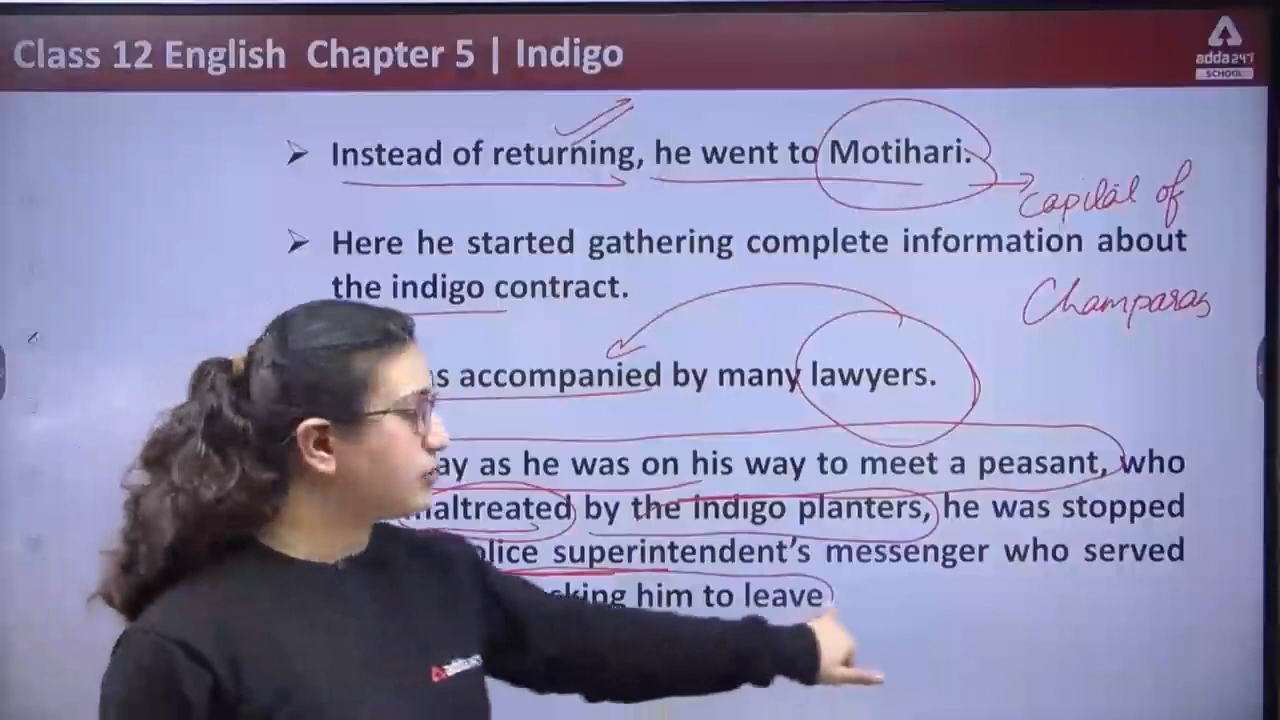 Class 12 English Chapter 5 | Indigo
adda247
SCHOOL
➤ Instead of returning, he went to Motihari.
capital of
➤ Here he started gathering complete information about
the indigo contract.
Champaran
accompanied by many lawyers.
as he was on his way to meet a peasant, who
by the indigo planters, he was stopped
superintendent's messenger who served
him to leave